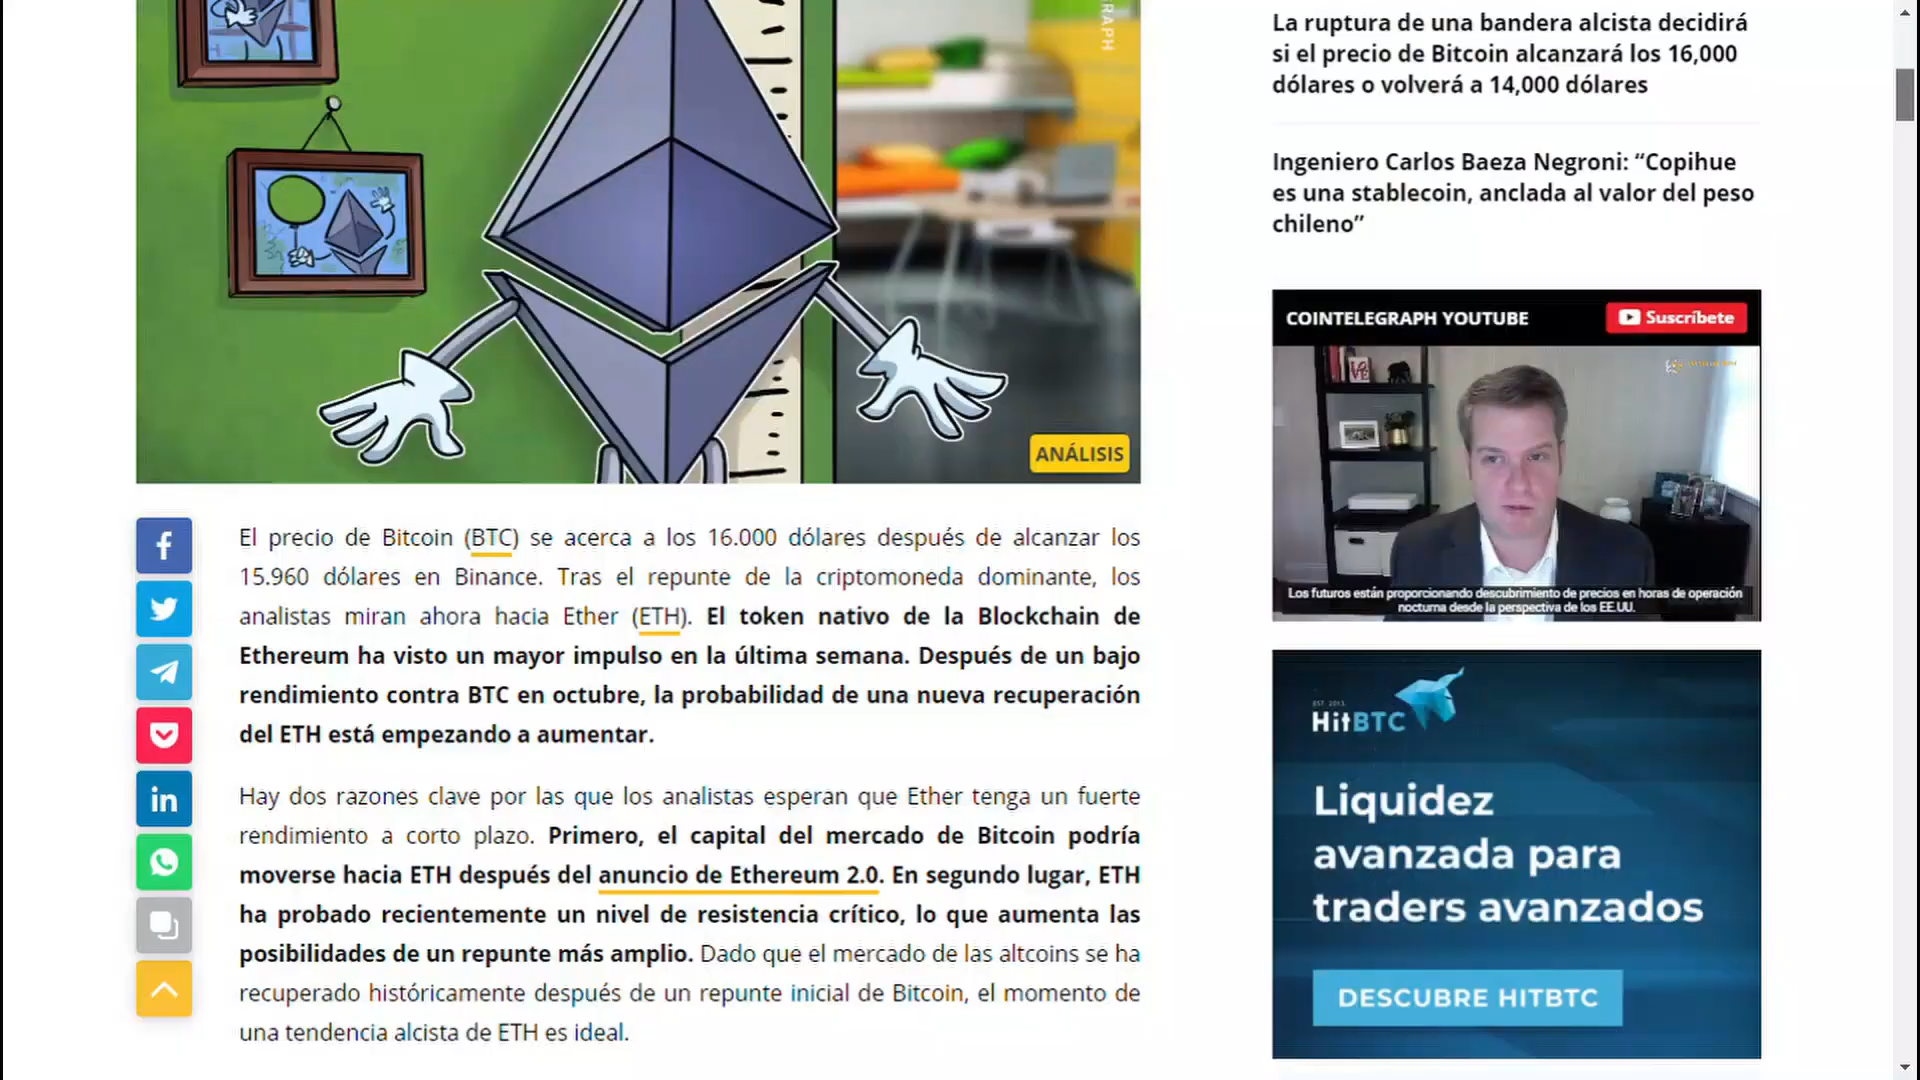 La ruptura de una bandera alcista decidirá
si el precio de Bitcoin alcanzará los 16,000
dólares o volverá a 14,000 dólares
Ingeniero Carlos Baeza Negroni: “Copihue
es una stablecoin, anclada al valor del peso
chileno”
COINTELEGRAPH YOUTUBE
Suscríbete
Los futuros están proporcionando descubrimiento de precios en horas de operación
nocturna desde la perspectiva de los EE.UU.
ANÁLISIS
El precio de Bitcoin (BTC) se acerca a los 16.000 dólares después de alcanzar los
15.960 dólares en Binance. Tras el repunte de la criptomoneda dominante, los
analistas miran ahora hacia Ether (ETH). El token nativo de la Blockchain de
Ethereum ha visto un mayor impulso en la última semana. Después de un bajo
rendimiento contra BTC en octubre, la probabilidad de una nueva recuperación
del ETH está empezando a aumentar.
Hay dos razones clave por las que los analistas esperan que Ether tenga un fuerte
rendimiento a corto plazo. Primero, el capital del mercado de Bitcoin podría
moverse hacia ETH después del anuncio de Ethereum 2.0. En segundo lugar, ETH
ha probado recientemente un nivel de resistencia crítico, lo que aumenta las
posibilidades de un repunte más amplio. Dado que el mercado de las altcoins se ha
recuperado históricamente después de un repunte inicial de Bitcoin, el momento de
una tendencia alcista de ETH es ideal.
HitBTC
Liquidez
avanzada para
traders avanzados
DESCUBRE HITBTC